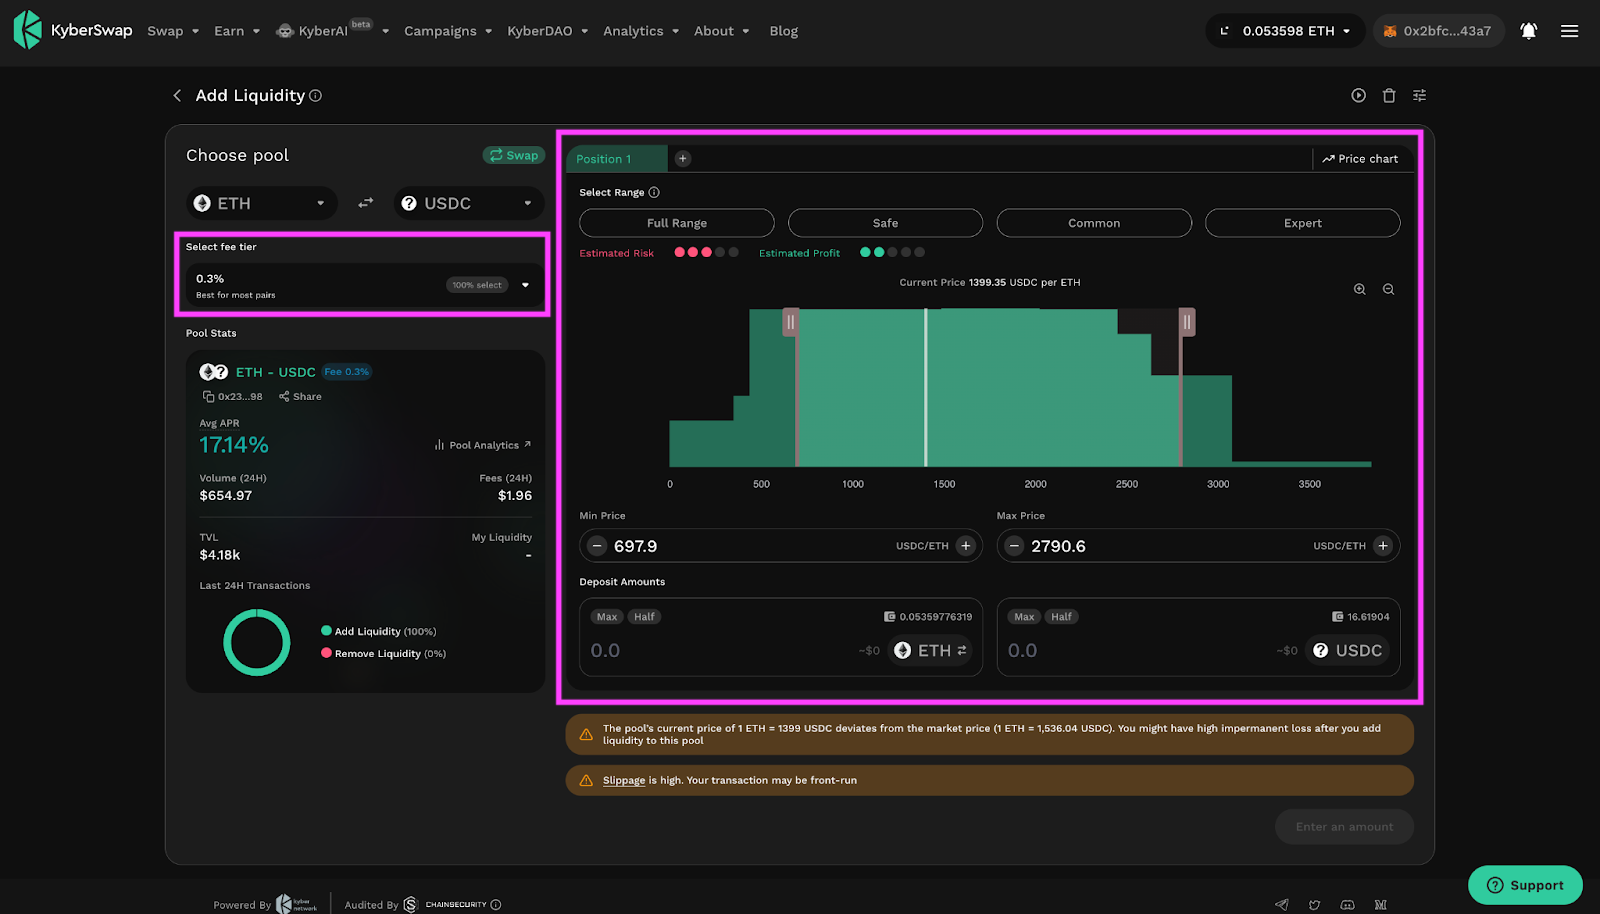 KyberSwap
Swap
Earn
KyberAI beta
Campaigns
KyberDAO
Analytics
About
Blog
0.053598 ETH
0x2bfc...43a7
Add Liquidity
Choose pool
Swap
ETH
USDC
Select fee tier
0.3%
Best for most pairs
100% select
Pool Stats
ETH - USDC
Fee 0.3%
0x23...98
Share
Avg APR
17.14%
Pool Analytics
Volume (24H)
Fees (24H)
$654.97
$1.96
TVL
My Liquidity
$4.18k
-
Last 24H Transactions
Add Liquidity (100%)
Remove Liquidity (0%)
Position 1
+
Price chart
Select Range
Full Range
Safe
Common
Expert
Estimated Risk
Estimated Profit
Current Price 1399.35 USDC per ETH
0
500
1000
1500
2000
2500
3000
3500
Min Price
Max Price
697.9
USDC/ETH
2790.6
USDC/ETH
Deposit Amounts
Max
Half
0.05359776319
0.0
~$0
ETH
Max
Half
16.61904
0.0
~$0
USDC
The pool's current price of 1 ETH = 1399 USDC deviates from the market price (1 ETH = 1,536.04 USDC). You might have high impermanent loss after you add
liquidity to this pool
Slippage is high. Your transaction may be front-run
Enter an amount
Support
Powered By
kyber
network
Audited By
CHAINSECURITY